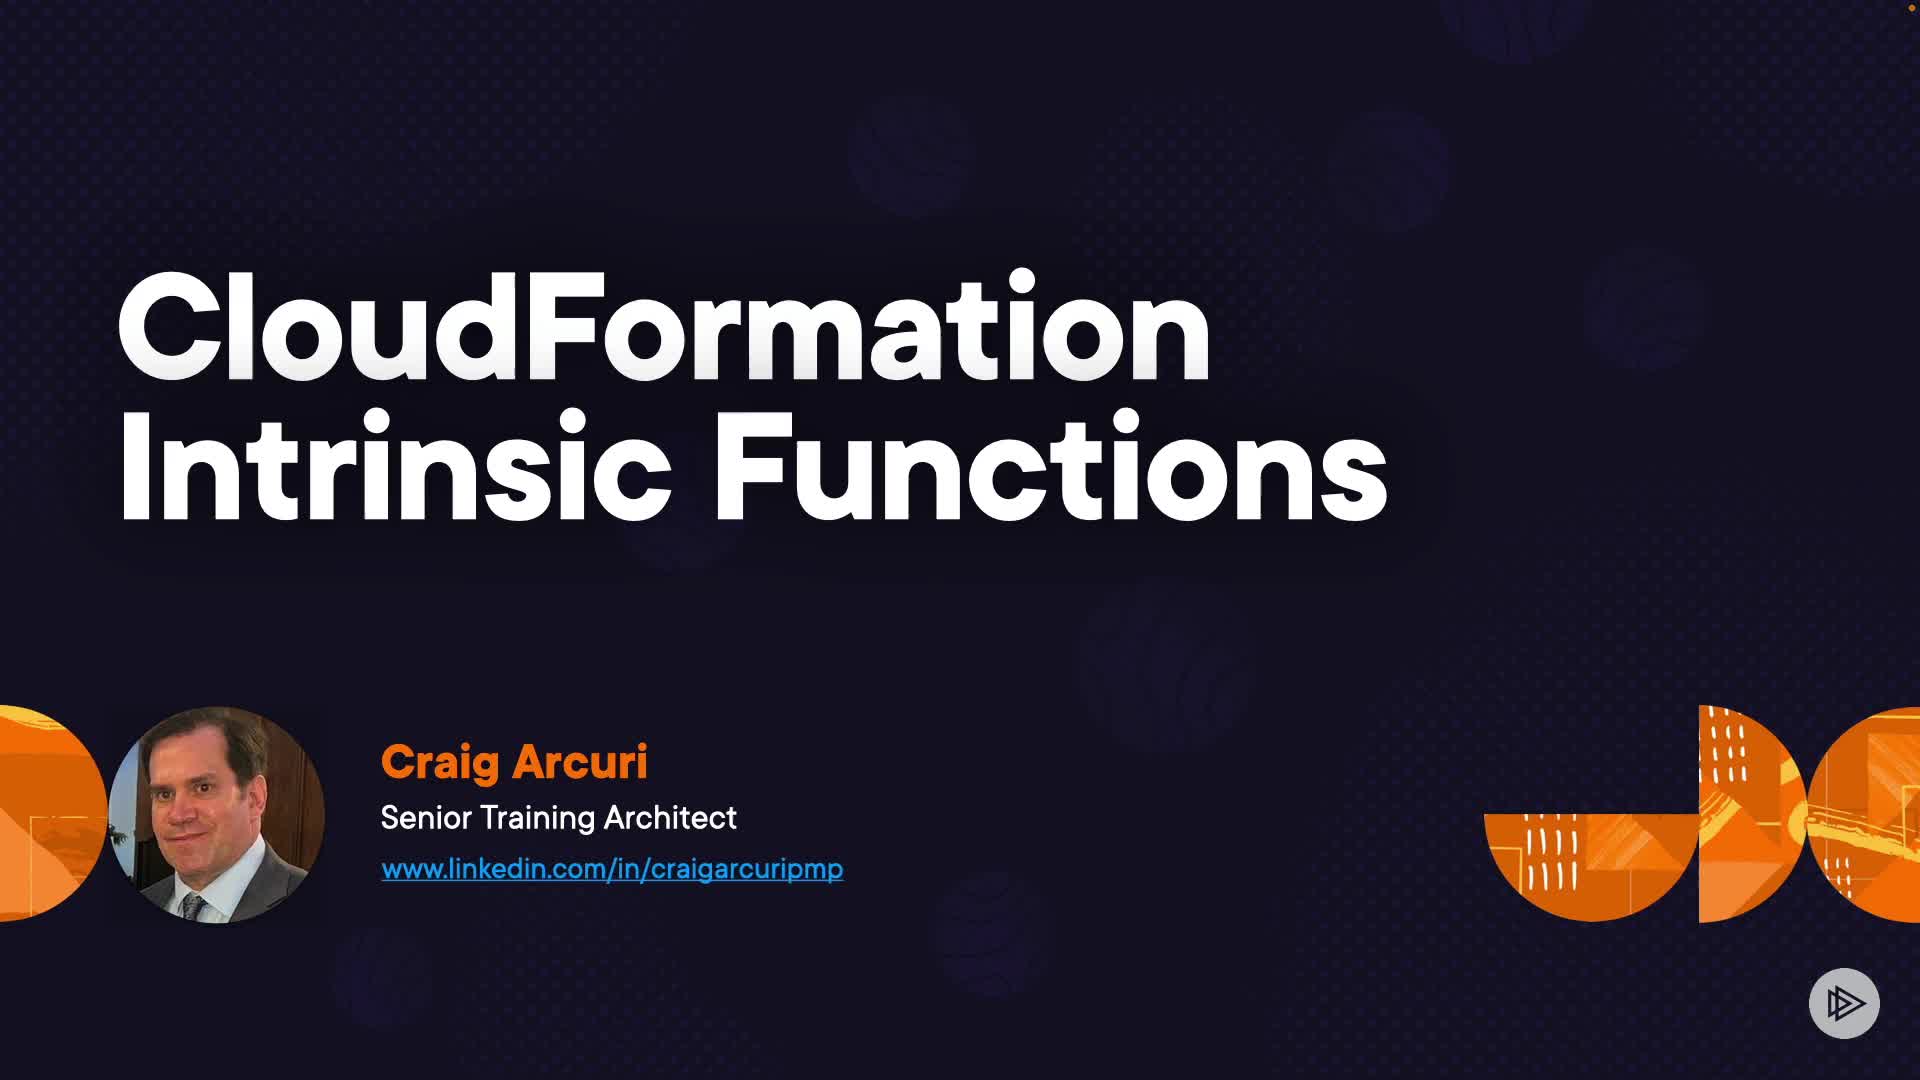 CloudFormation
Intrinsic Functions
Craig Arcuri
Senior Training Architect
www.linkedin.com/in/craigarcuripmp